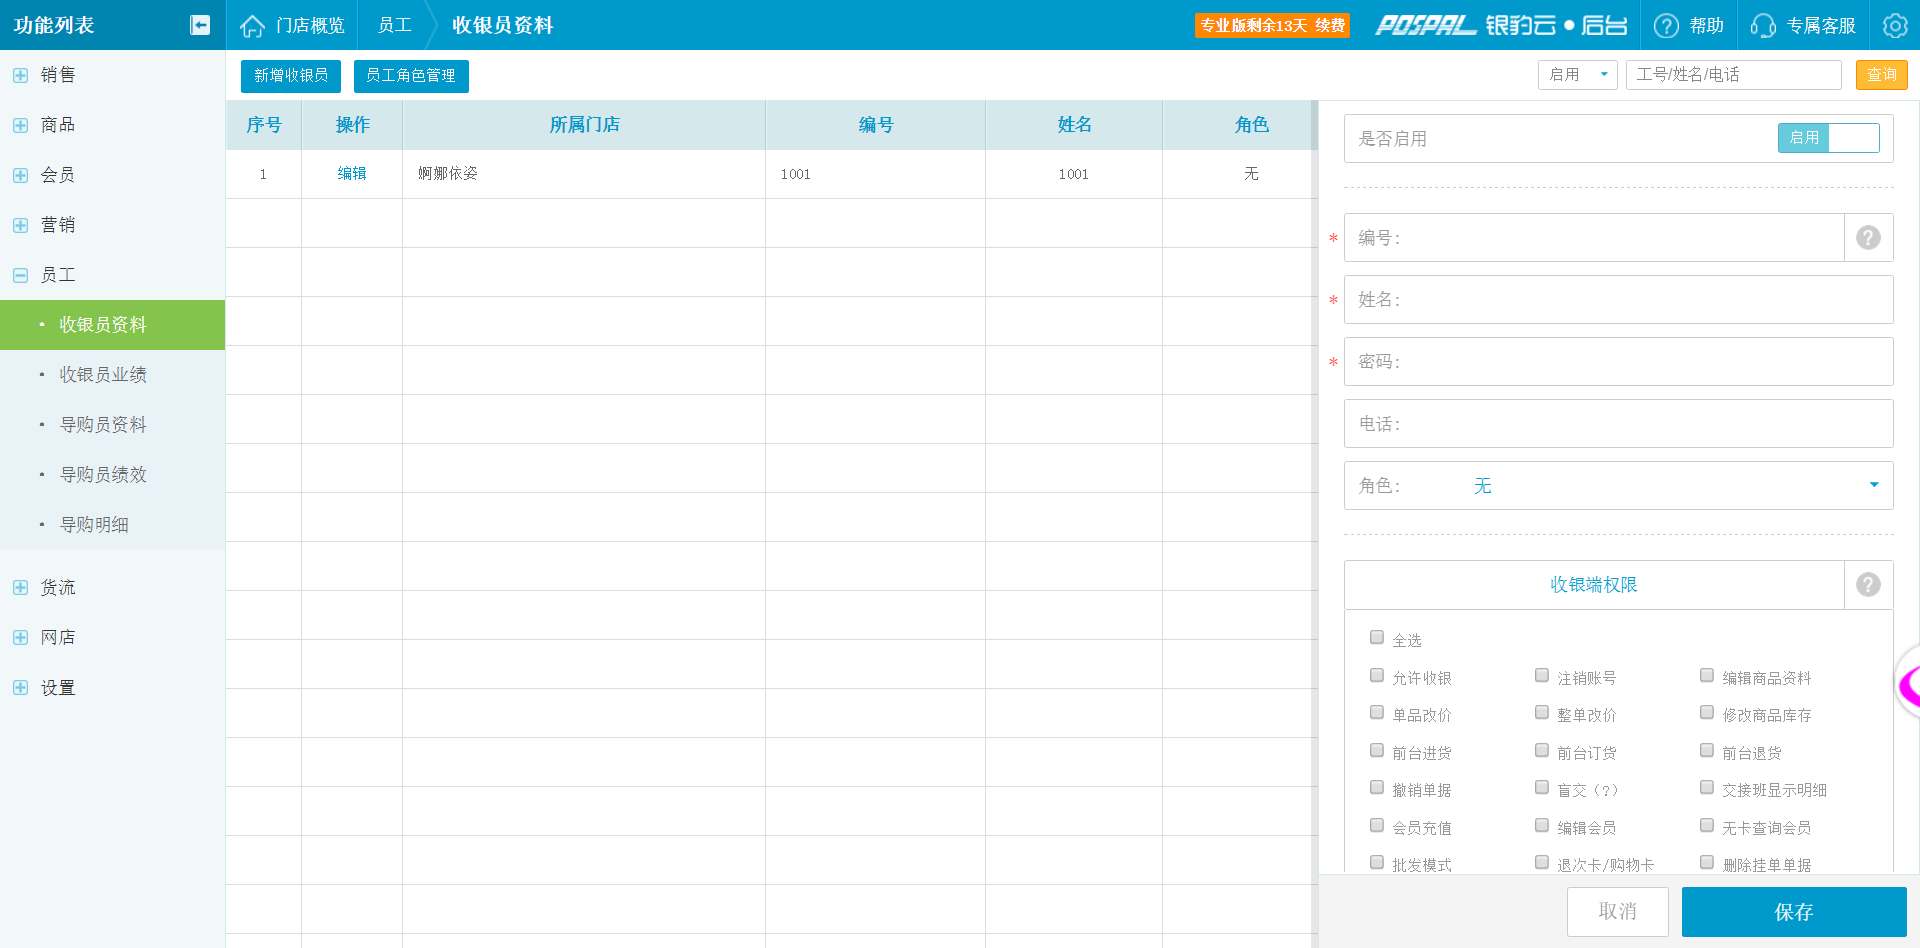 功能列表
门店概览
员工
收银员资料
专业版剩余13天 续费
POSPAL 银豹云●后台
帮助
专属客服
销售
商品
会员
营销
员工
• 收银员资料
• 收银员业绩
• 导购员资料
• 导购员绩效
• 导购明细
货流
网店
设置
新增收银员
员工角色管理
启用
工号/姓名/电话
查询
序号 操作 所属门店 编号 姓名 角色
1 编辑 婀娜依姿 1001 1001 无
是否启用 启用
* 编号: ?
* 姓名:
* 密码:
电话:
角色: 无
收银端权限 ?
全选
允许收银 注销账号 编辑商品资料
单品改价 整单改价 修改商品库存
前台进货 前台订货 前台退货
撤销单据 盲交（?） 交接班显示明细
会员充值 编辑会员 无卡查询会员
批发模式 退次卡/购物卡 删除挂单单据
取消 保存